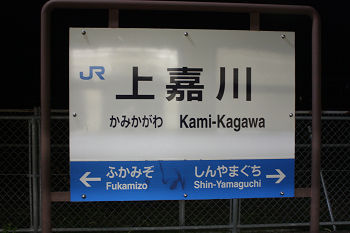 JR 上嘉川
かみかがわ Kami-Kagawa
← ふかみぞ しんやまぐち →
Fukamizo Shin-Yamaguchi